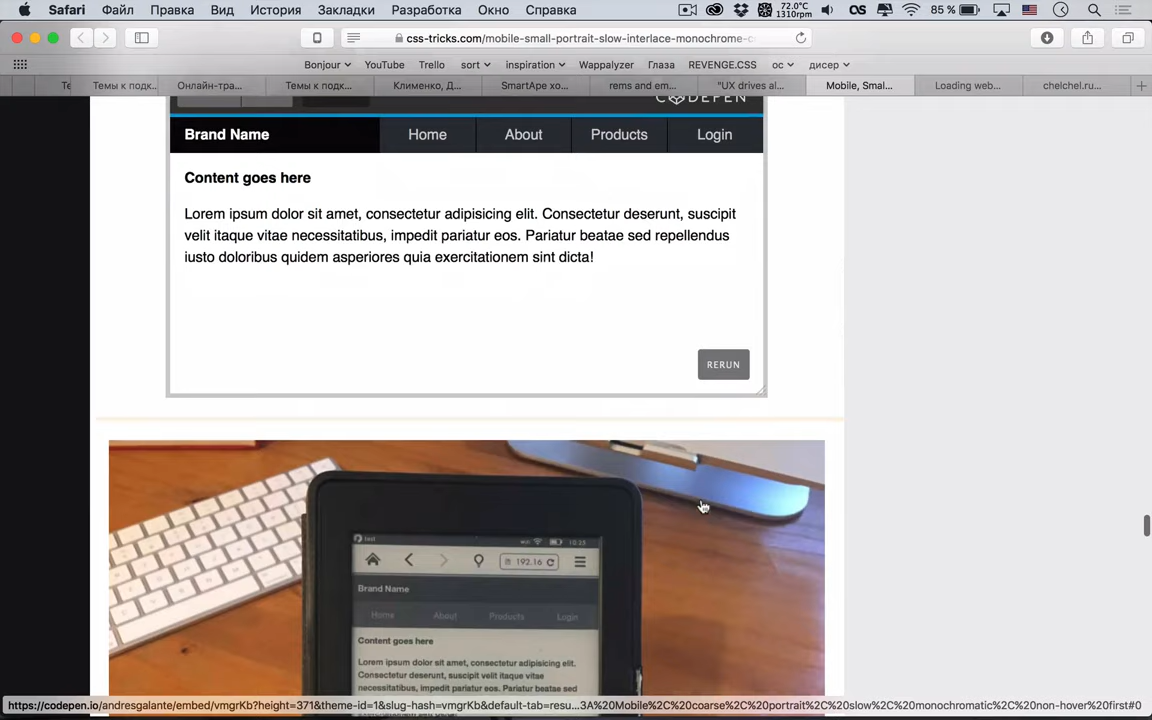 Safari Файл Правка Вид История Закладки Разработка Окно Справка 72.0°C 1310rpm 85 %
css-tricks.com/mobile-small-portrait-slow-interlace-monochrome-c
Bonjour YouTube Trello sort inspiration Wappalyzer Глаза REVENGE.CSS ос дисер
Те Темы к подк... Онлайн-тра... Темы к подк... Клименко, Д... SmartApe хо... rems and em... "UX drives al... Mobile, Smal... Loading web... chelchel.ru...
CODEPEN
Brand Name Home About Products Login
Content goes here
Lorem ipsum dolor sit amet, consectetur adipisicing elit. Consectetur deserunt, suscipit
velit itaque vitae necessitatibus, impedit pariatur eos. Pariatur beatae sed repellendus
iusto doloribus quidem asperiores quia exercitationem sint dicta!
RERUN
test 10:35
192.16
Brand Name
Home About Products Login
Content goes here
Lorem ipsum dolor sit amet, consectetur adipisicing elit.
Consectetur deserunt, suscipit velit itaque vitae
necessitatibus, impedit pariatur eos. Pariatur beatae sed
https://codepen.io/andresgalante/embed/vmgrKb?height=371&theme-id=1&slug-hash=vmgrKb&default-tab=resu...3A%20Mobile%2C%20coarse%2C%20portrait%2C%20slow%2C%20monochromatic%2C%20non-hover%20first#0